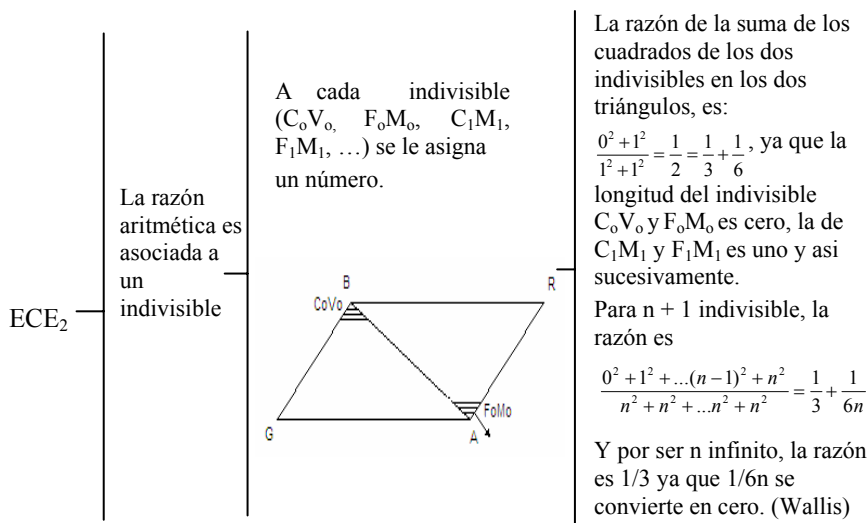 ECE₂
La razón
aritmética es
asociada a
un
indivisible
A cada indivisible
(CₒVₒ, FₒMₒ, C₁M₁,
F₁M₁, …) se le asigna
un número.
B
R
CoVo
FoMo
G
A
La razón de la suma de los
cuadrados de los dos
indivisibles en los dos
triángulos, es:
(0² + 1²)/(1² + 1²) = 1/2 = 1/3 + 1/6, ya que la
longitud del indivisible
CₒVₒ y FₒMₒ es cero, la de
C₁M₁ y F₁M₁ es uno y asi
sucesivamente.
Para n + 1 indivisible, la
razón es
(0² + 1² + ...(n − 1)² + n²)/(n² + n² + ...n² + n²) = 1/3 + 1/6n
Y por ser n infinito, la razón
es 1/3 ya que 1/6n se
convierte en cero. (Wallis)